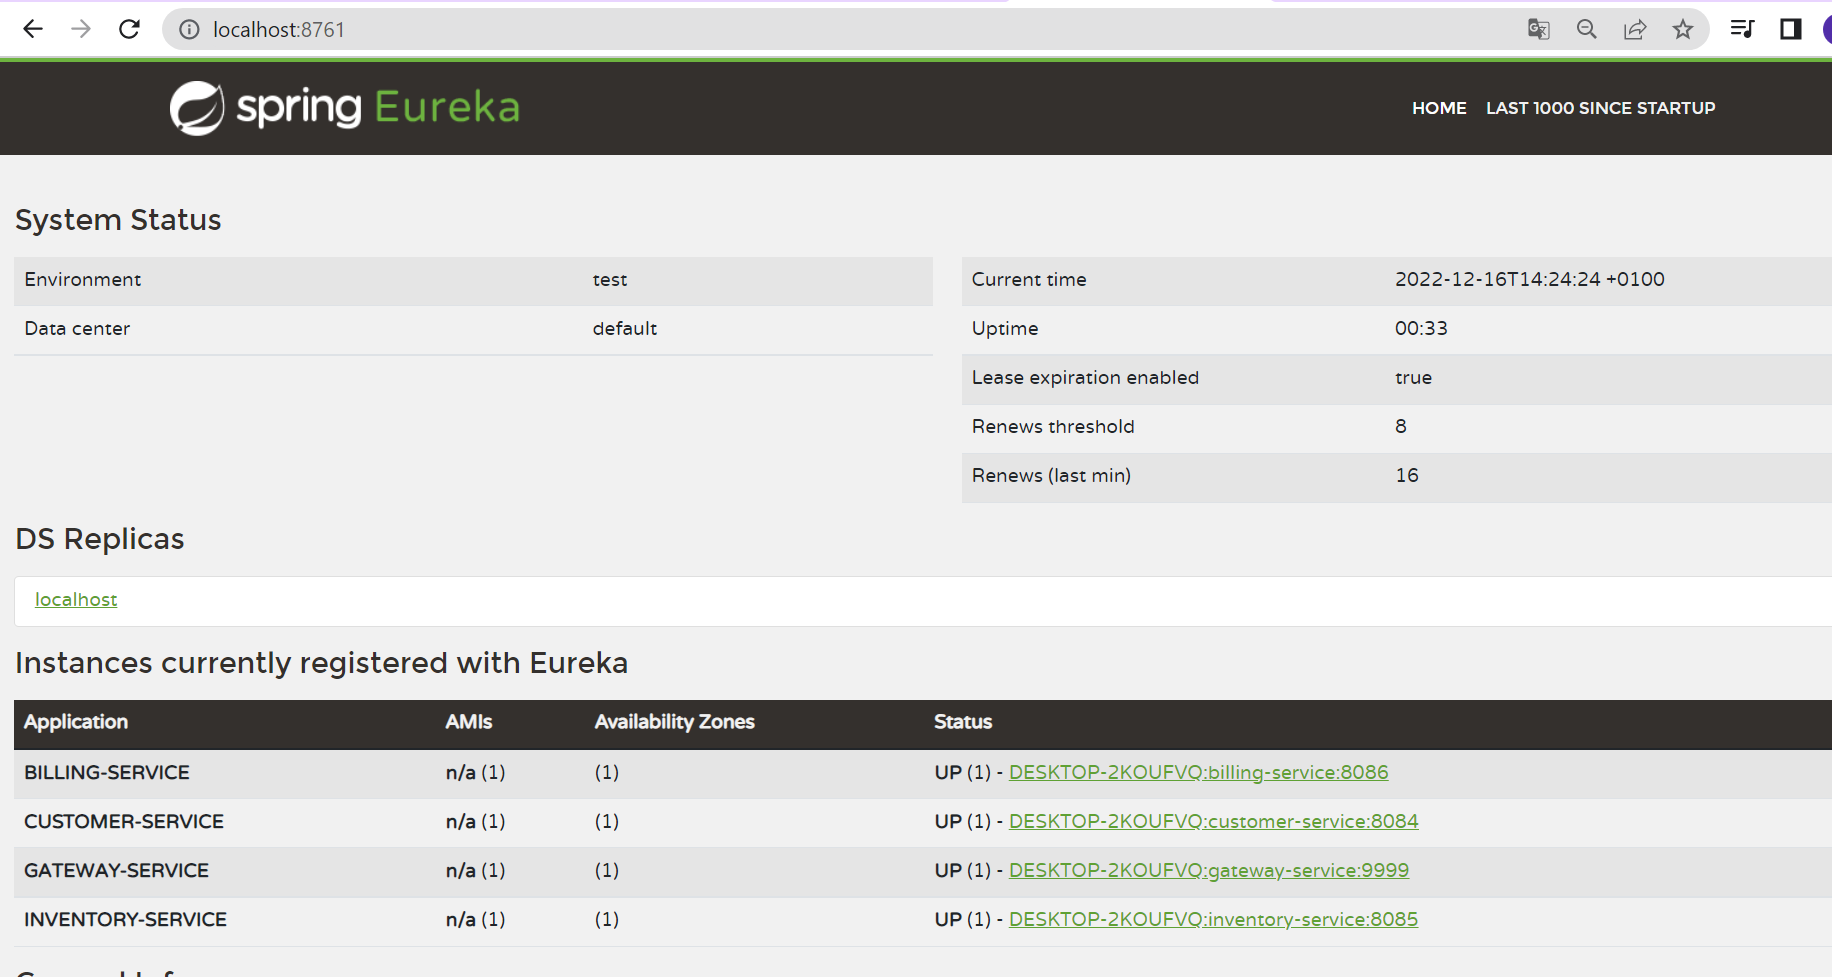 localhost:8761
spring Eureka
HOME LAST 1000 SINCE STARTUP
System Status
Environment test
Data center default
Current time 2022-12-16T14:24:24 +0100
Uptime 00:33
Lease expiration enabled true
Renews threshold 8
Renews (last min) 16
DS Replicas
localhost
Instances currently registered with Eureka
Application AMIs Availability Zones Status
BILLING-SERVICE n/a (1) (1) UP (1) - DESKTOP-2KOUFVQ:billing-service:8086
CUSTOMER-SERVICE n/a (1) (1) UP (1) - DESKTOP-2KOUFVQ:customer-service:8084
GATEWAY-SERVICE n/a (1) (1) UP (1) - DESKTOP-2KOUFVQ:gateway-service:9999
INVENTORY-SERVICE n/a (1) (1) UP (1) - DESKTOP-2KOUFVQ:inventory-service:8085